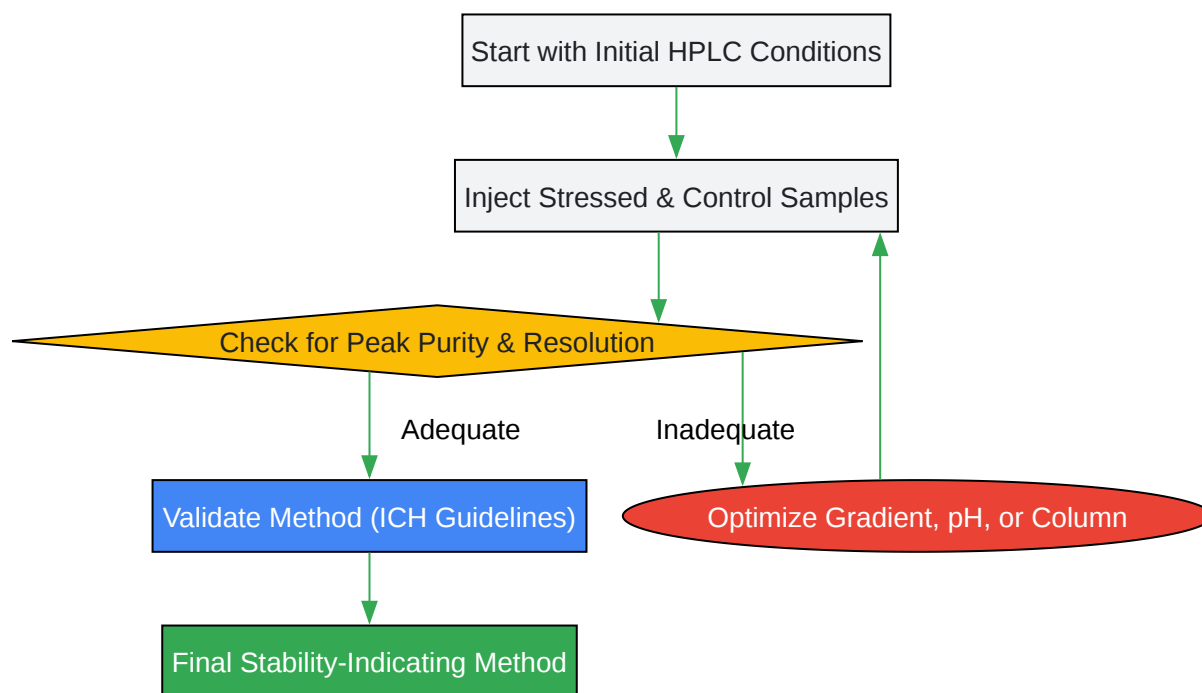 Start with Initial HPLC Conditions
Inject Stressed & Control Samples
Check for Peak Purity & Resolution
Adequate
Inadequate
Validate Method (ICH Guidelines)
Optimize Gradient, pH, or Column
Final Stability-Indicating Method